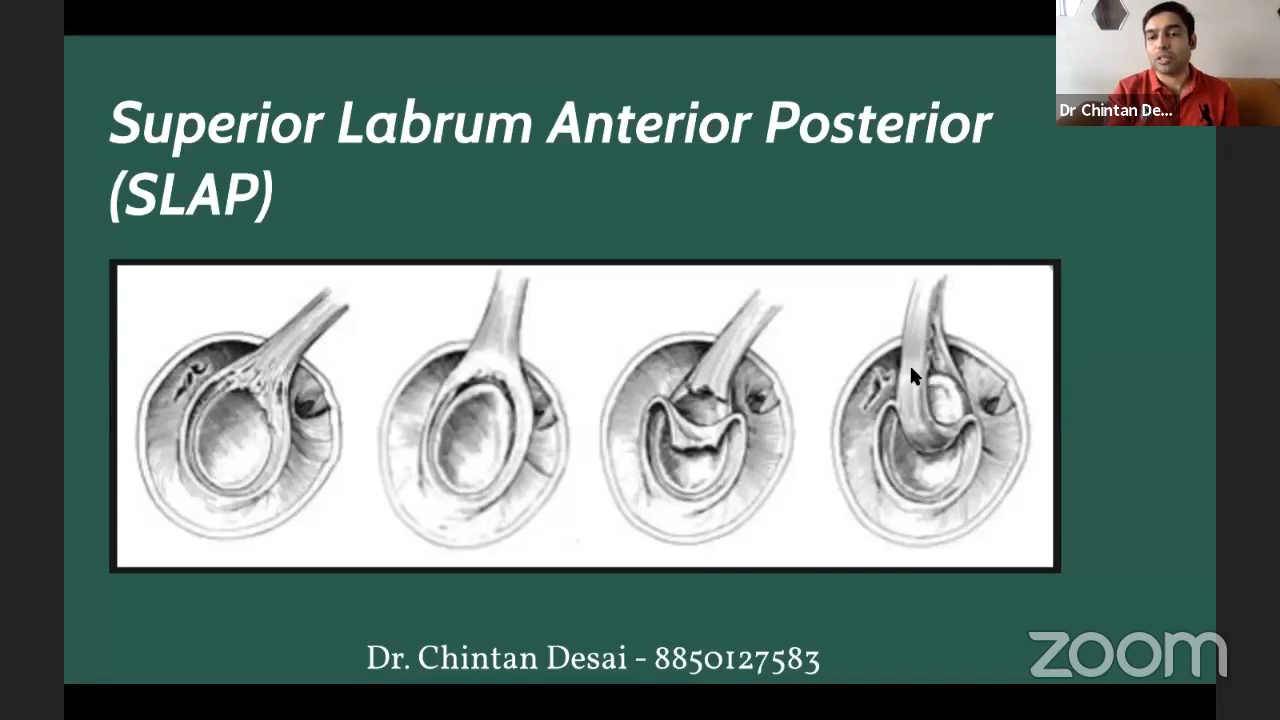 Superior Labrum Anterior Posterior
(SLAP)
Dr Chintan De...
Dr. Chintan Desai - 8850127583
zoom